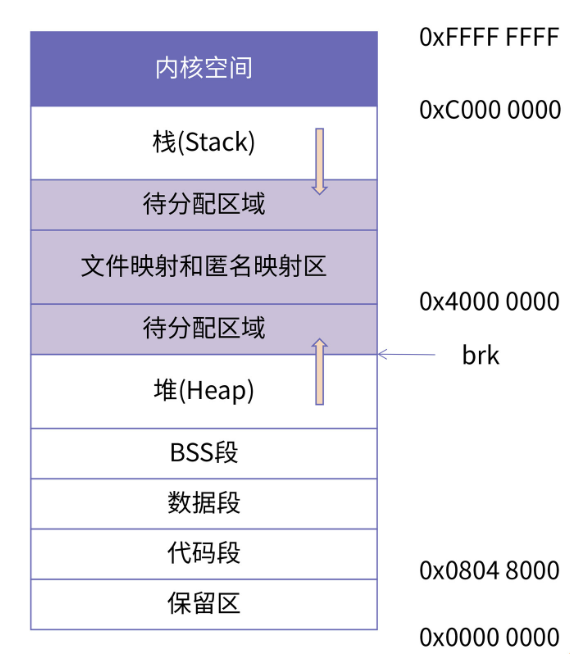 0xFFFF FFFF
内核空间
0xC000 0000
栈(Stack)
待分配区域
文件映射和匿名映射区
0x4000 0000
待分配区域
brk
堆(Heap)
BSS段
数据段
代码段
0x0804 8000
保留区
0x0000 0000